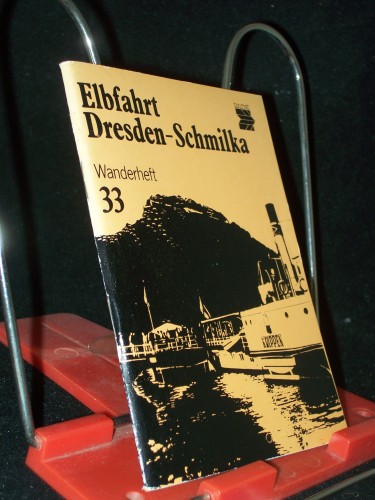 Elbfahrt
Dresden-Schmilka
Wanderheft
33
KRIPPEN